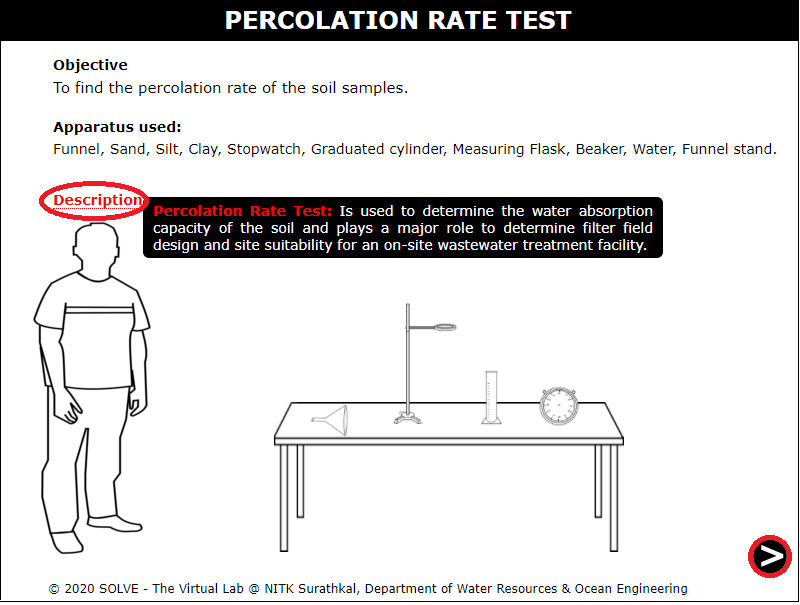 PERCOLATION RATE TEST
Objective
To find the percolation rate of the soil samples.
Apparatus used:
Funnel, Sand, Silt, Clay, Stopwatch, Graduated cylinder, Measuring Flask, Beaker, Water, Funnel stand.
Description
Percolation Rate Test: Is used to determine the water absorption
capacity of the soil and plays a major role to determine filter field
design and site suitability for an on-site wastewater treatment facility.
>
© 2020 SOLVE - The Virtual Lab @ NITK Surathkal, Department of Water Resources & Ocean Engineering